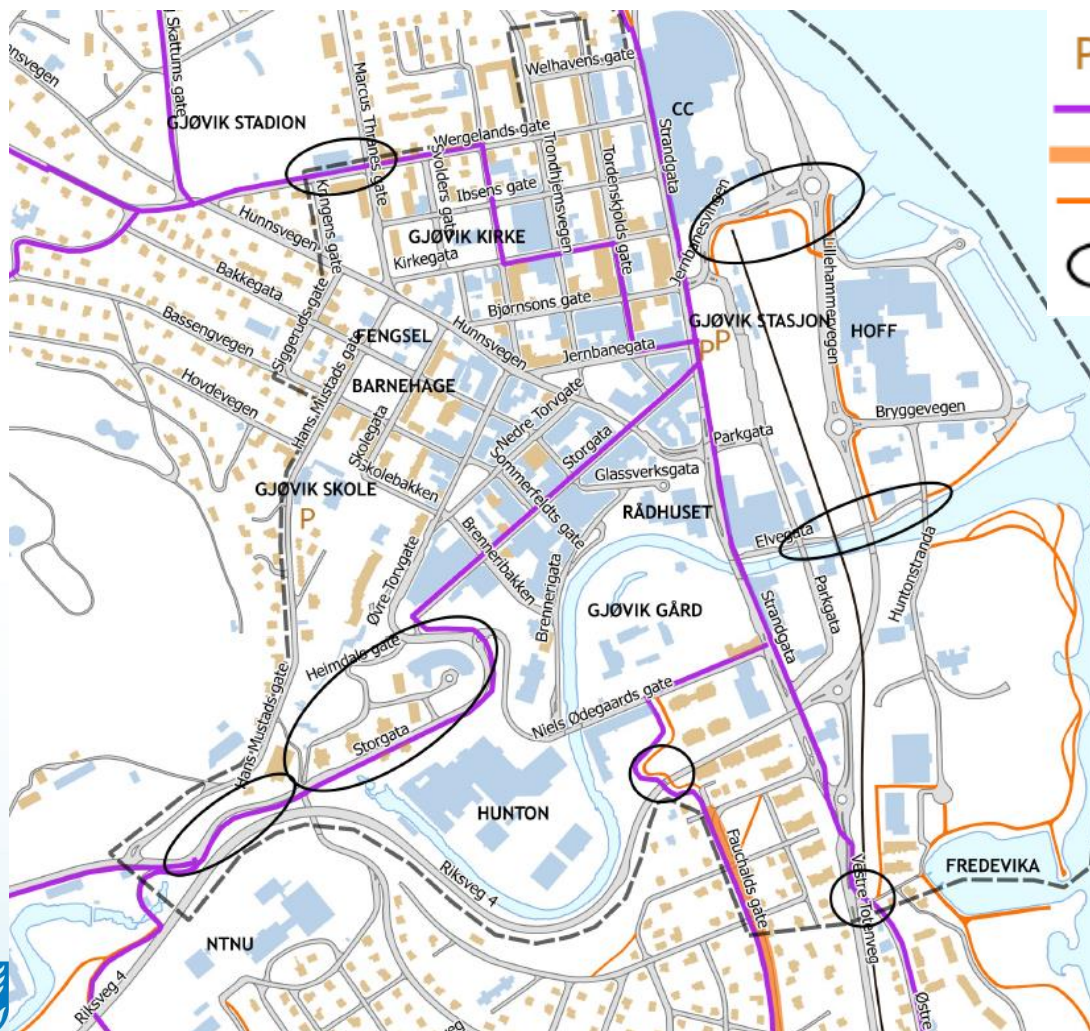 Skattums gate
Hunnsvegen
Marcus Thranes gate
Welhavens gate
P
CC
GJØVIK STADION
Wergelands gate
Strandgata
Svolders gate
Trondhjemsvegen
Tordenskjolds gate
Ibsens gate
Kringens gate
Hunnsvegen
GJØVIK KIRKE
Kirkegata
Jernbanesvingen
Lillehammervegen
Bakkegata
Bjørnsons gate
Siggeruds gate
Bassengvegen
FENGSEL
Hunnsvegen
GJØVIK STASJON
HOFF
Jernbanegata
PP
Hovdevegen
BARNEHAGE
Hans Mustads gate
Skolegata
Nedre Torvgate
Storgata
Bryggevegen
Parkgata
Sommerfeldts gate
Glassverksgata
Skolebakken
GJØVIK SKOLE
P
RÅDHUSET
Elvegata
Brenneribakken
Øvre Torvgate
Brennerigata
GJØVIK GÅRD
Strandgata
Parkgata
Huntonstranda
Heimdals gate
Niels Ødegaards gate
Storgata
Hans Mustads gate
HUNTON
Riksveg 4
Fauchalds gate
Vestre Totenveg
FREDEVIKA
NTNU
Riksveg 4
Østre